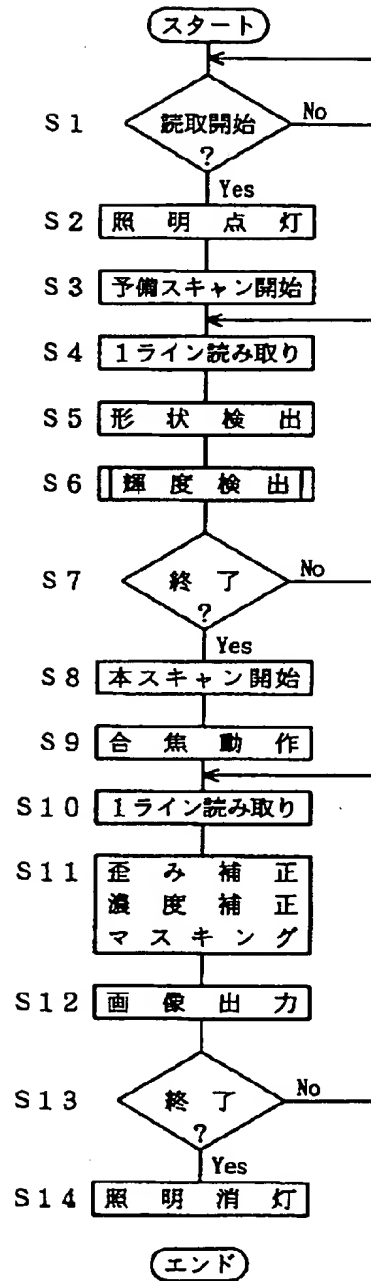 スタート
S1 読取開始 No
?
Yes
S2 照明点灯
S3 予備スキャン開始
S4 1ライン読み取り
S5 形状検出
S6 輝度検出
S7 終了 No
?
Yes
S8 本スキャン開始
S9 合焦動作
S10 1ライン読み取り
S11 歪み補正
濃度補正
マスキング
S12 画像出力
S13 終了 No
?
Yes
S14 照明消灯
エンド